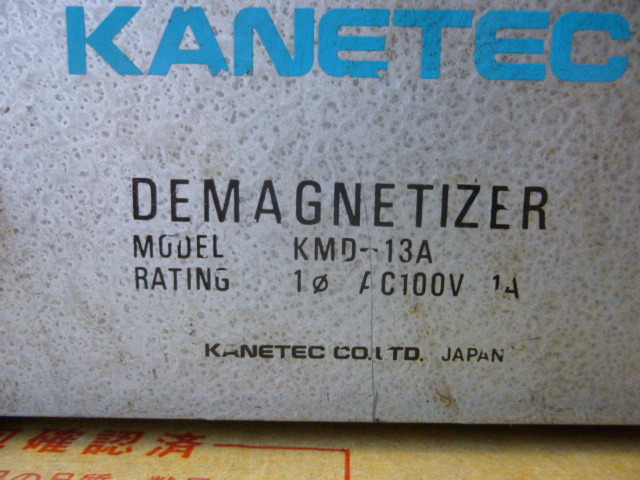 KANETEC
DEMAGNETIZER
MODEL KMD-13A
RATING 1ø AC100V 1A
KANETEC CO.LTD. JAPAN
確認済